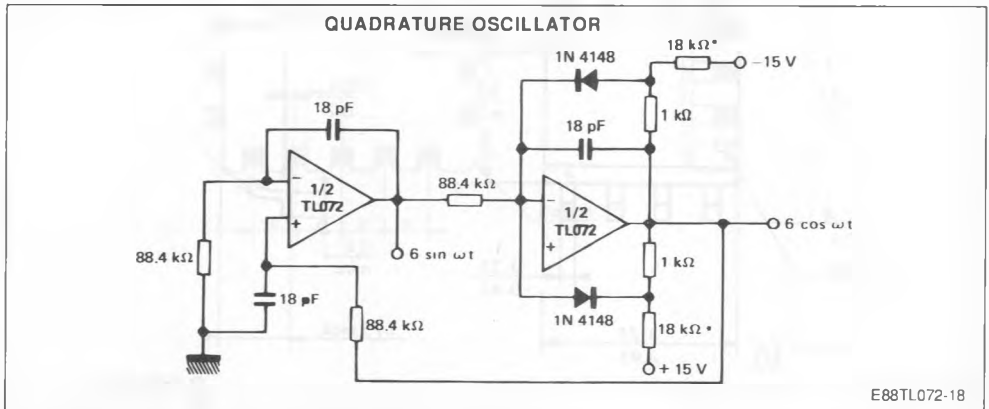 QUADRATURE OSCILLATOR
18 kΩ*
−15 V
1N 4148
1 kΩ
18 pF
18 pF
88.4 kΩ
−
1/2
TL072
+
−
1/2
TL072
+
6 sin ωt
6 cos ωt
88.4 kΩ
18 pF
88.4 kΩ
1 kΩ
1N 4148
18 kΩ*
+ 15 V
E88TL072-18